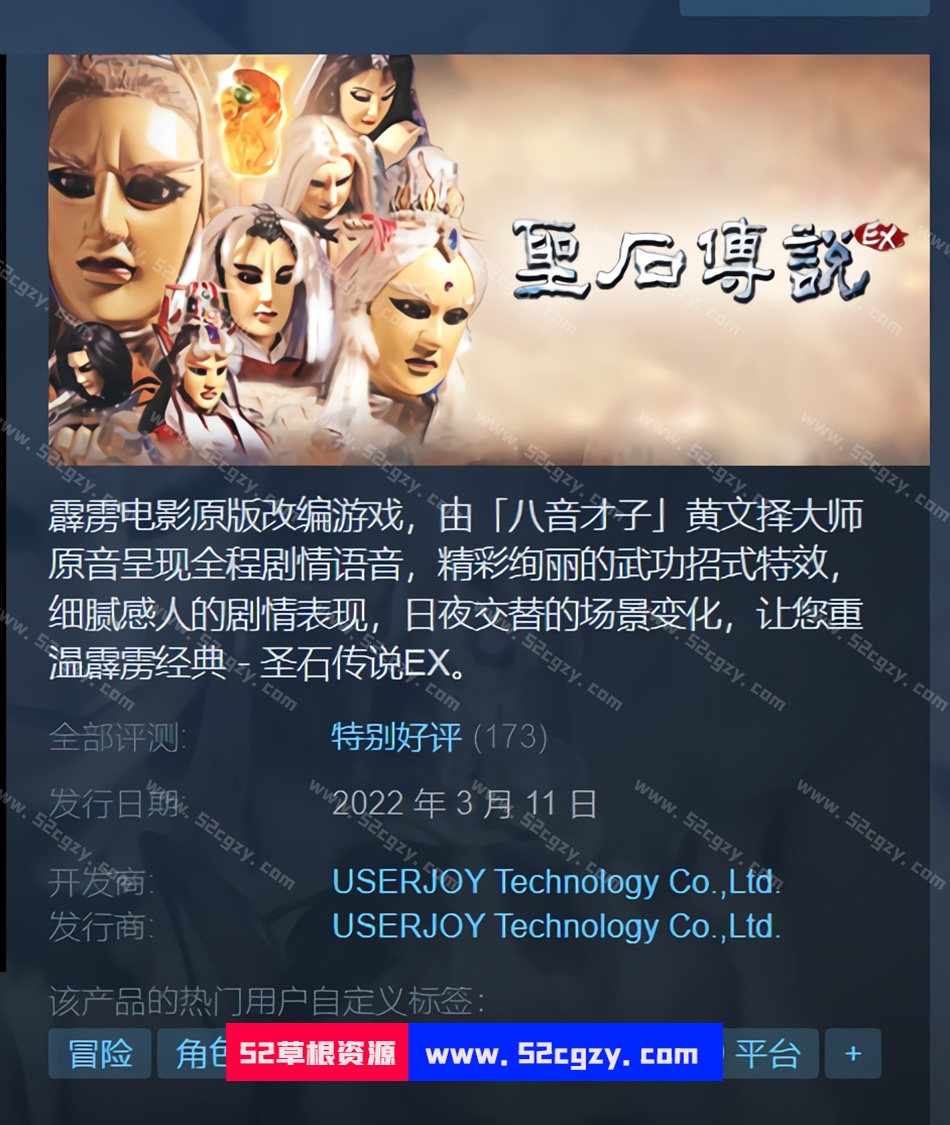 聖石傳說EX
霹雳电影原版改编游戏，由「八音才子」黄文择大师
原音呈现全程剧情语音，精彩绚丽的武功招式特效，
细腻感人的剧情表现，日夜交替的场景变化，让您重
温霹雳经典 - 圣石传说EX。
全部评测: 特别好评 (173)
发行日期: 2022 年 3 月 11 日
开发商: USERJOY Technology Co.,Ltd.
发行商: USERJOY Technology Co.,Ltd.
该产品的热门用户自定义标签：
冒险 角色 52草根资源 www.52cgzy.com 平台 +